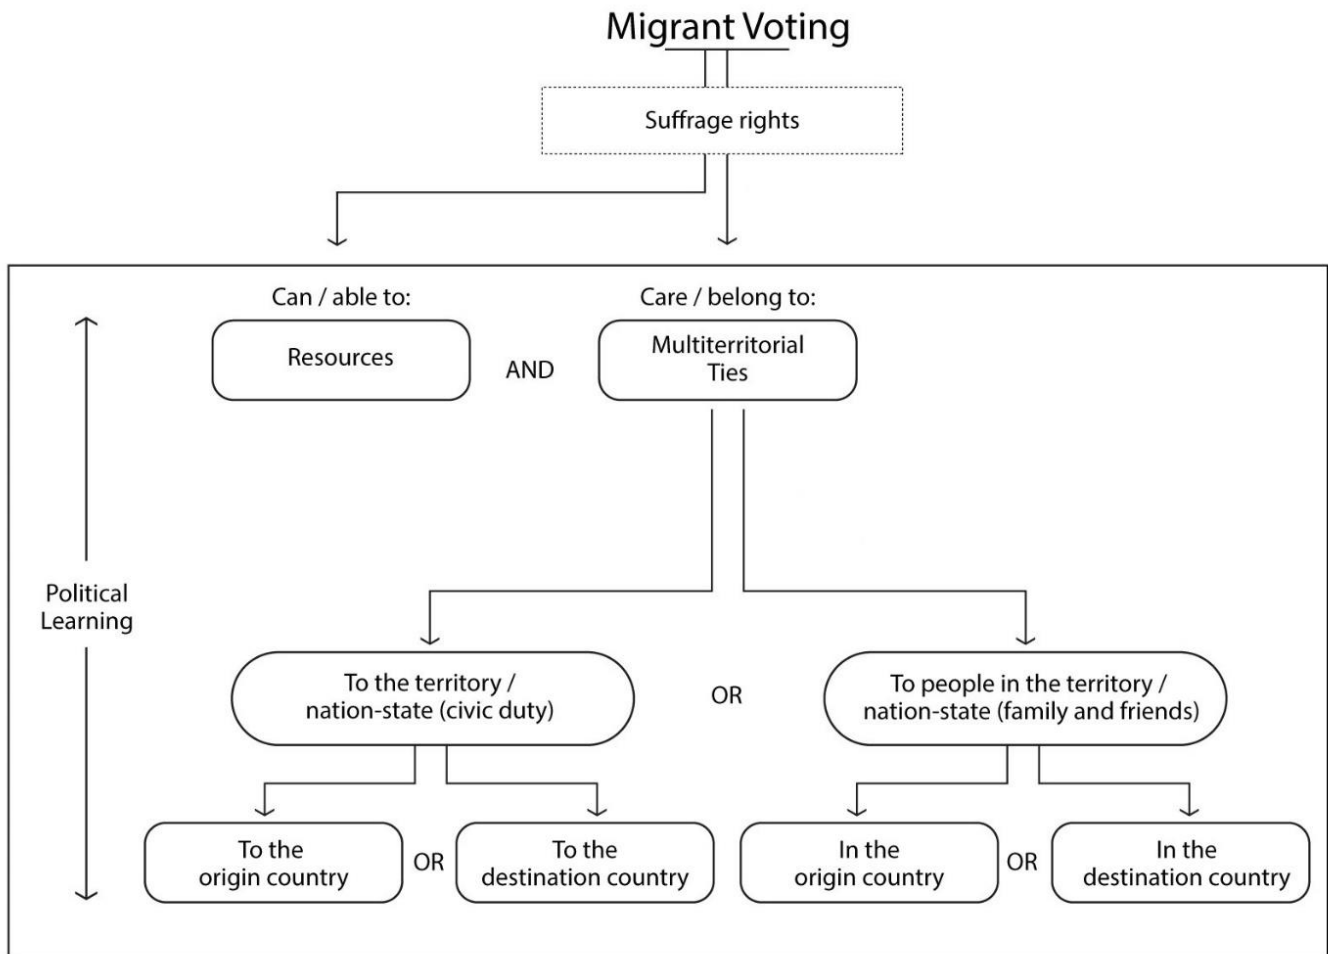 Migrant Voting
Suffrage rights
Can / able to:
Care / belong to:
Resources
AND
Multiterritorial
Ties
Political
Learning
To the territory /
nation-state (civic duty)
OR
To people in the territory /
nation-state (family and friends)
To the
origin country
OR
To the
destination country
In the
origin country
OR
In the
destination country